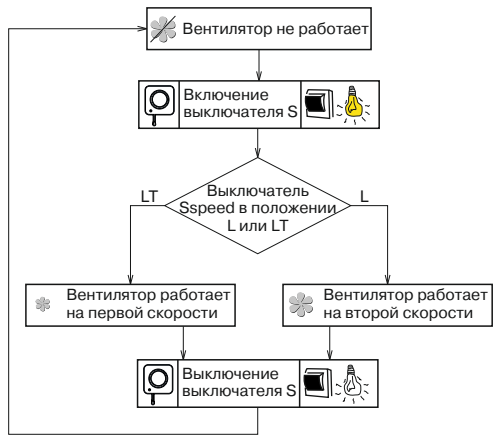 Вентилятор не работает
Включение
выключателя S
Выключатель
Sspeed в положении
L или LT
LT
L
Вентилятор работает
на первой скорости
Вентилятор работает
на второй скорости
Выключение
выключателя S